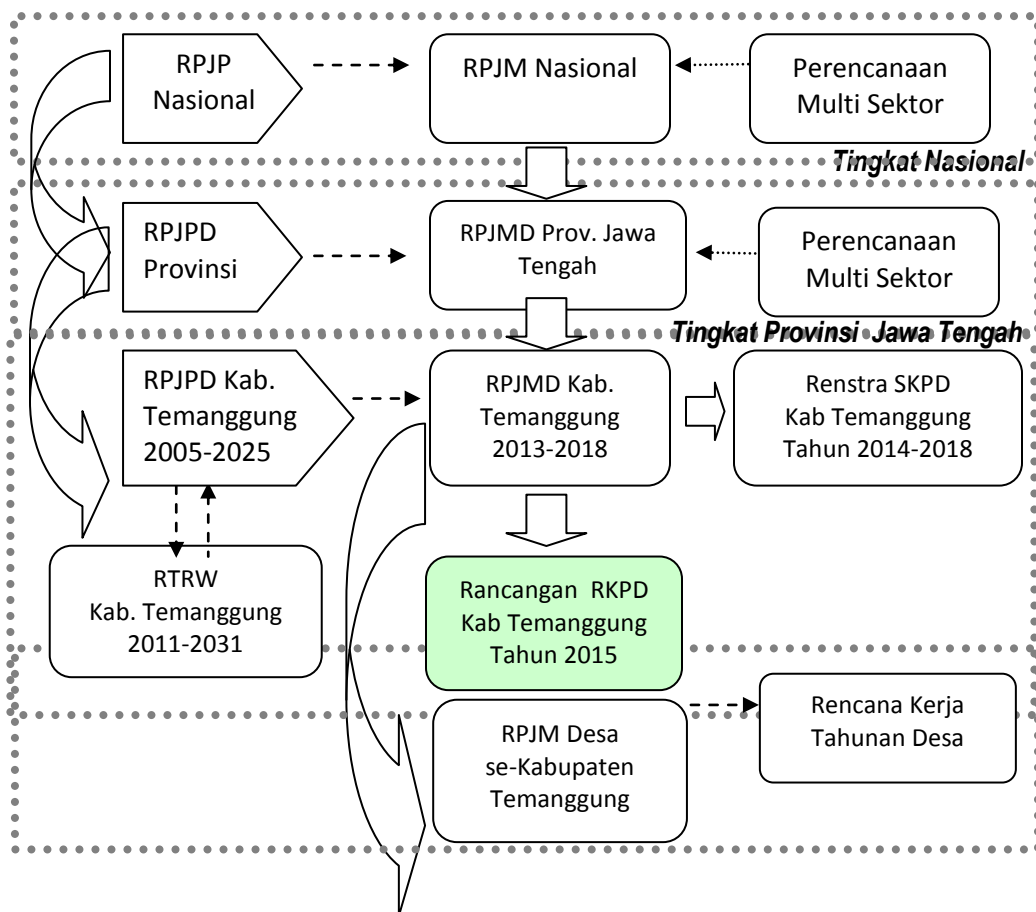 RPJP
Nasional
RPJM Nasional
Perencanaan
Multi Sektor
Tingkat Nasional
RPJPD
Provinsi
RPJMD Prov. Jawa
Tengah
Perencanaan
Multi Sektor
Tingkat Provinsi Jawa Tengah
RPJPD Kab.
Temanggung
2005-2025
RPJMD Kab.
Temanggung
2013-2018
Renstra SKPD
Kab Temanggung
Tahun 2014-2018
RTRW
Kab. Temanggung
2011-2031
Rancangan RKPD
Kab Temanggung
Tahun 2015
RPJM Desa
se-Kabupaten
Temanggung
Rencana Kerja
Tahunan Desa